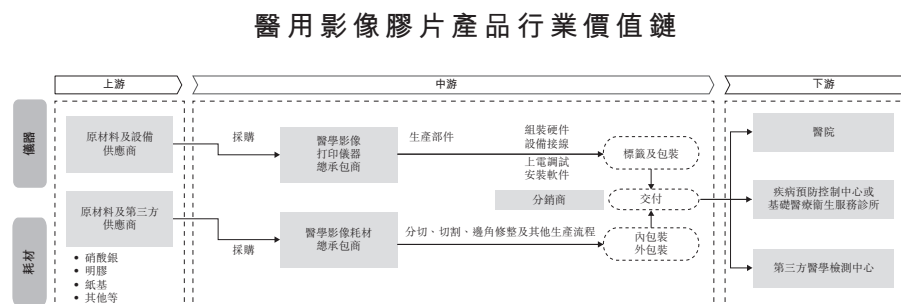 醫用影像膠片產品行業價值鏈
上游
中游
下游
儀器
原材料及設備
供應商
採購
醫學影像
打印儀器
總承包商
生產部件
組裝硬件
設備接線
上電調試
安裝軟件
標籤及包裝
醫院
分銷商
交付
疾病預防控制中心或
基礎醫療衛生服務診所
耗材
原材料及第三方
供應商
採購
醫學影像耗材
總承包商
分切、切割、邊角修整及其他生產流程
內包裝
外包裝
第三方醫學檢測中心
• 硝酸銀
• 明膠
• 紙基
• 其他等